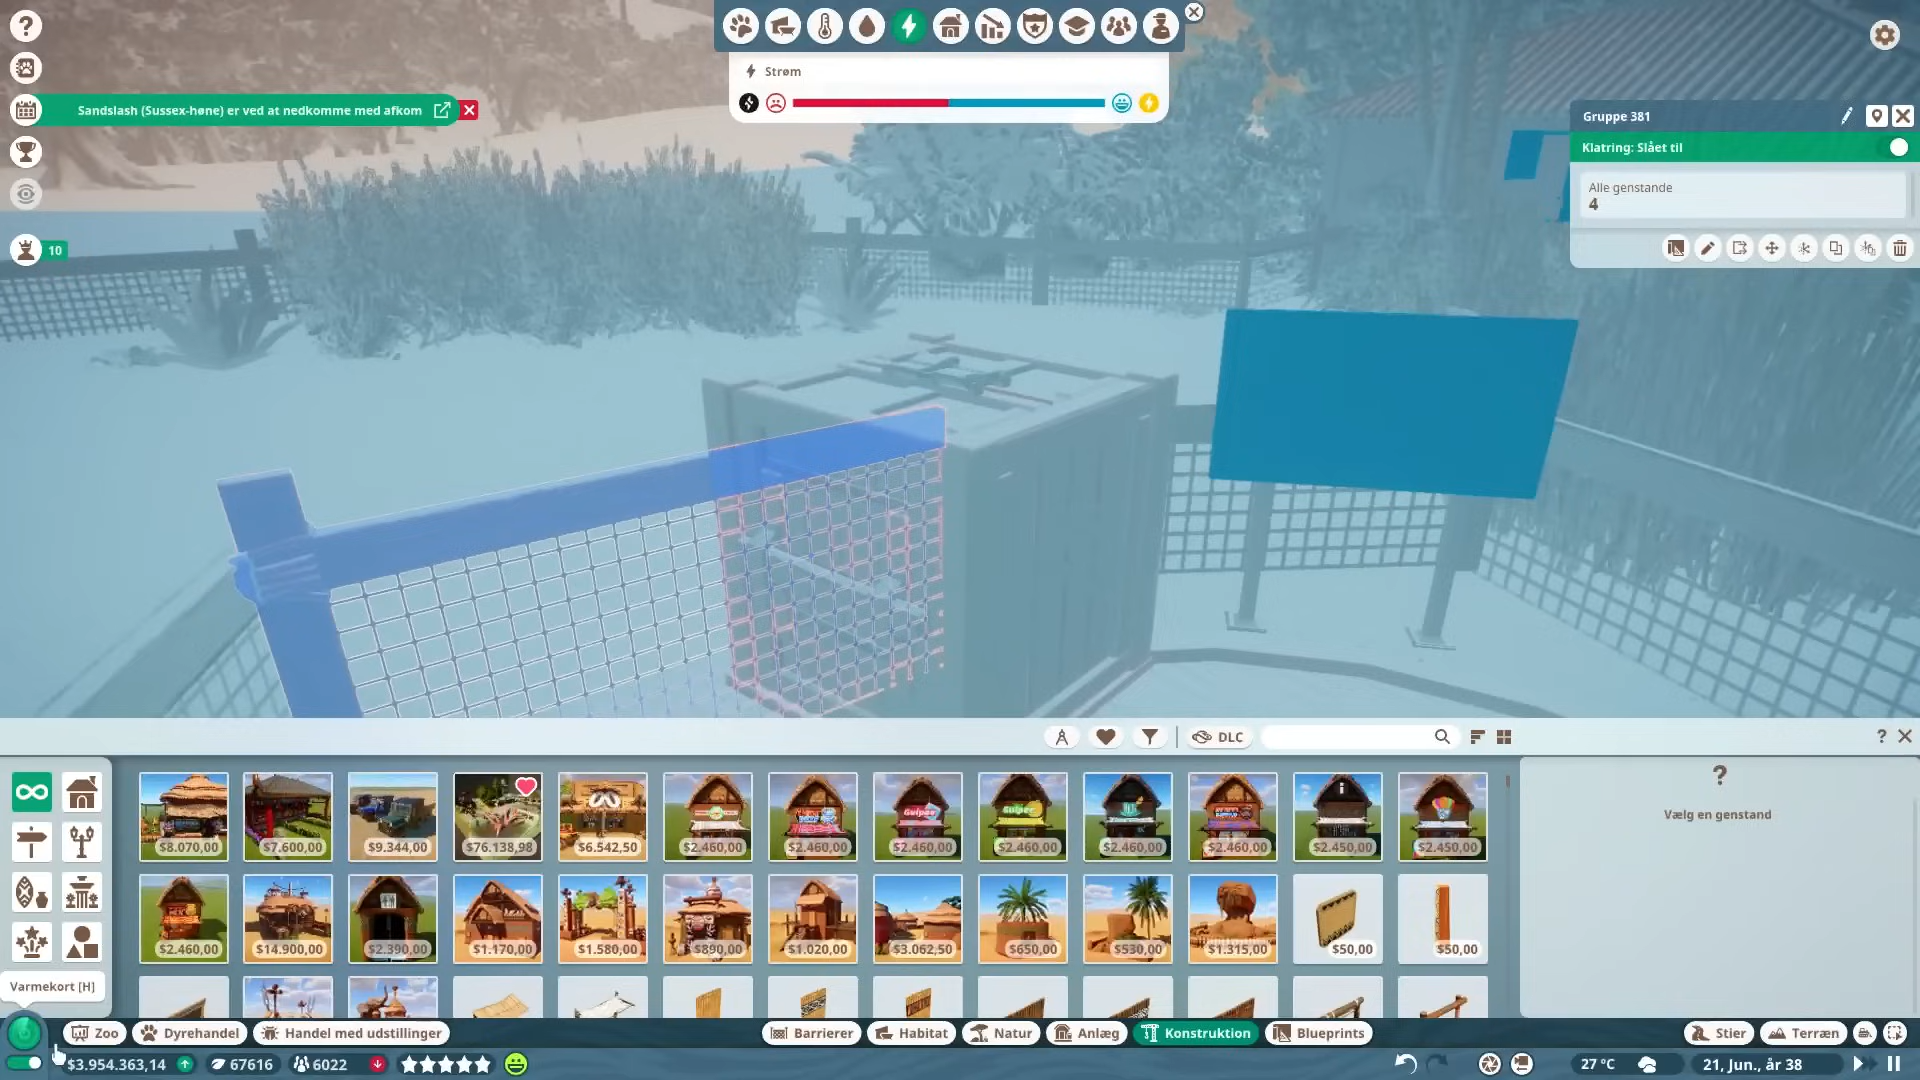 Strøm
Sandslash (Sussex-høne) er ved at nedkomme med afkom
10
Gruppe 381
Klatring: Slået til
Alle genstande
4
DLC
?
Vælg en genstand
$8.070,00
$7.600,00
$9.344,00
$76.138,98
$6.542,50
$2.460,00
$2.460,00
$2.460,00
$2.460,00
$2.460,00
$2.460,00
$2.450,00
$2.450,00
$2.460,00
$14.900,00
$2.390,00
$1.170,00
$1.580,00
$890,00
$1.020,00
$3.062,50
$650,00
$530,00
$1.315,00
$50,00
$50,00
Varmekort [H]
Zoo
Dyrehandel
Handel med udstillinger
Barrierer
Habitat
Natur
Anlæg
Konstruktion
Blueprints
Stier
Terræn
$3.954.363,14
67616
6022
27 °C
21, Jun., år 38